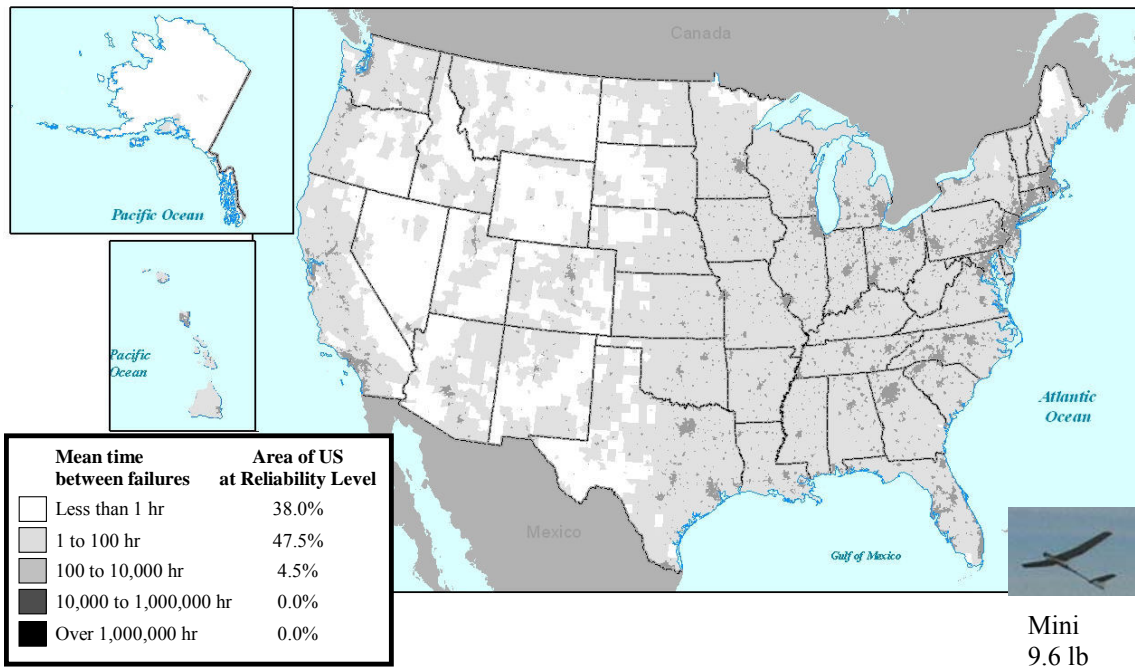 Canada
Pacific Ocean
Pacific
Ocean
Atlantic
Ocean
Mexico
Gulf of Mexico
Mean time between failures
Area of US at Reliability Level
Less than 1 hr 38.0%
1 to 100 hr 47.5%
100 to 10,000 hr 4.5%
10,000 to 1,000,000 hr 0.0%
Over 1,000,000 hr 0.0%
Mini
9.6 lb